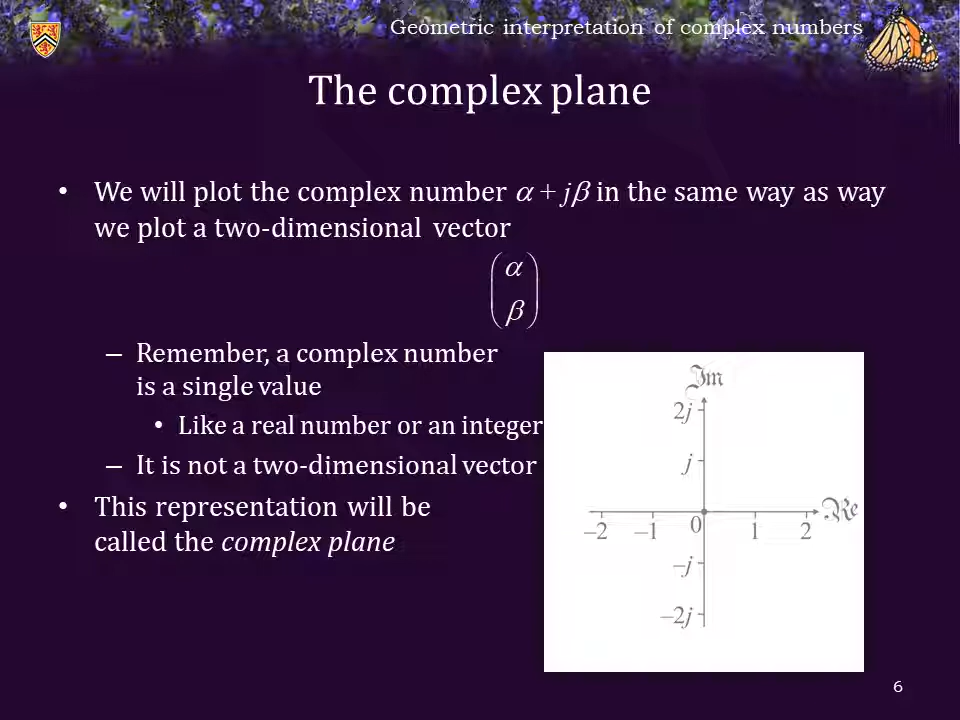 Geometric interpretation of complex numbers
The complex plane
• We will plot the complex number α + jβ in the same way as way
we plot a two-dimensional vector
α
β
– Remember, a complex number
is a single value
• Like a real number or an integer
– It is not a two-dimensional vector
• This representation will be
called the complex plane
ℑm
2j
j
ℜe
−2 −1 0 1 2
−j
−2j
6